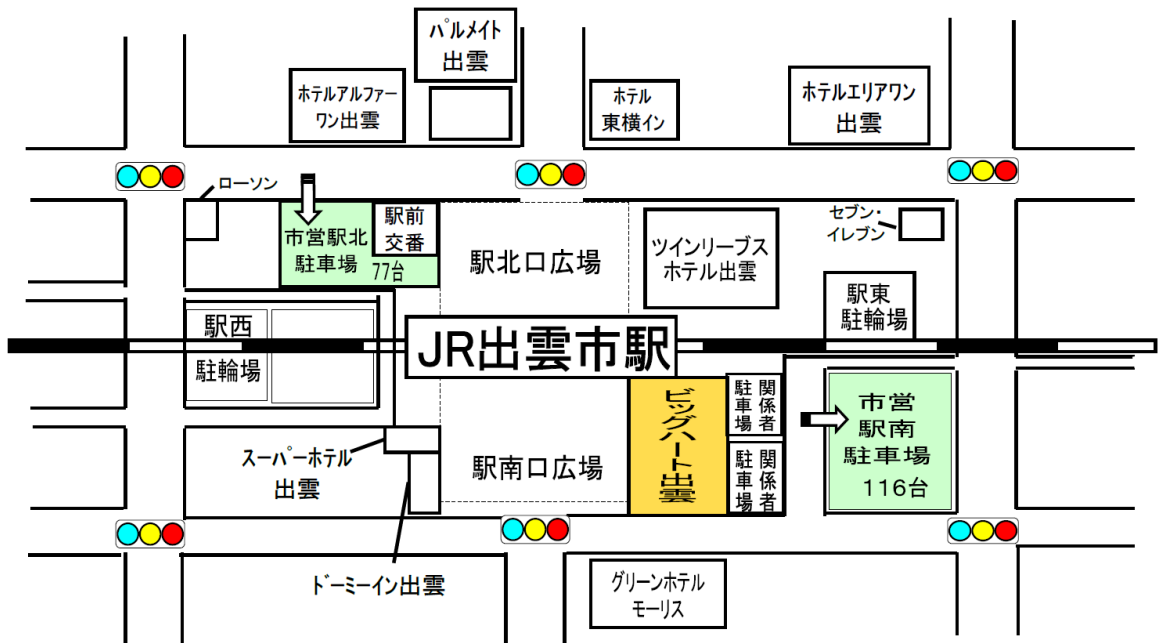 パルメイト
出雲
ホテルアルファー
ワン出雲
ホテル
東横イン
ホテルエリアワン
出雲
ローソン
市営駅北
駐車場
77台
駅前
交番
駅北口広場
ツインリーブス
ホテル出雲
セブン・
イレブン
駅東
駐輪場
駅西
駐輪場
JR出雲市駅
ビッグハート出雲
関係者
駐車場
関係者
駐車場
市営
駅南
駐車場
116台
スーパーホテル
出雲
駅南口広場
ドーミーイン出雲
グリーンホテル
モーリス